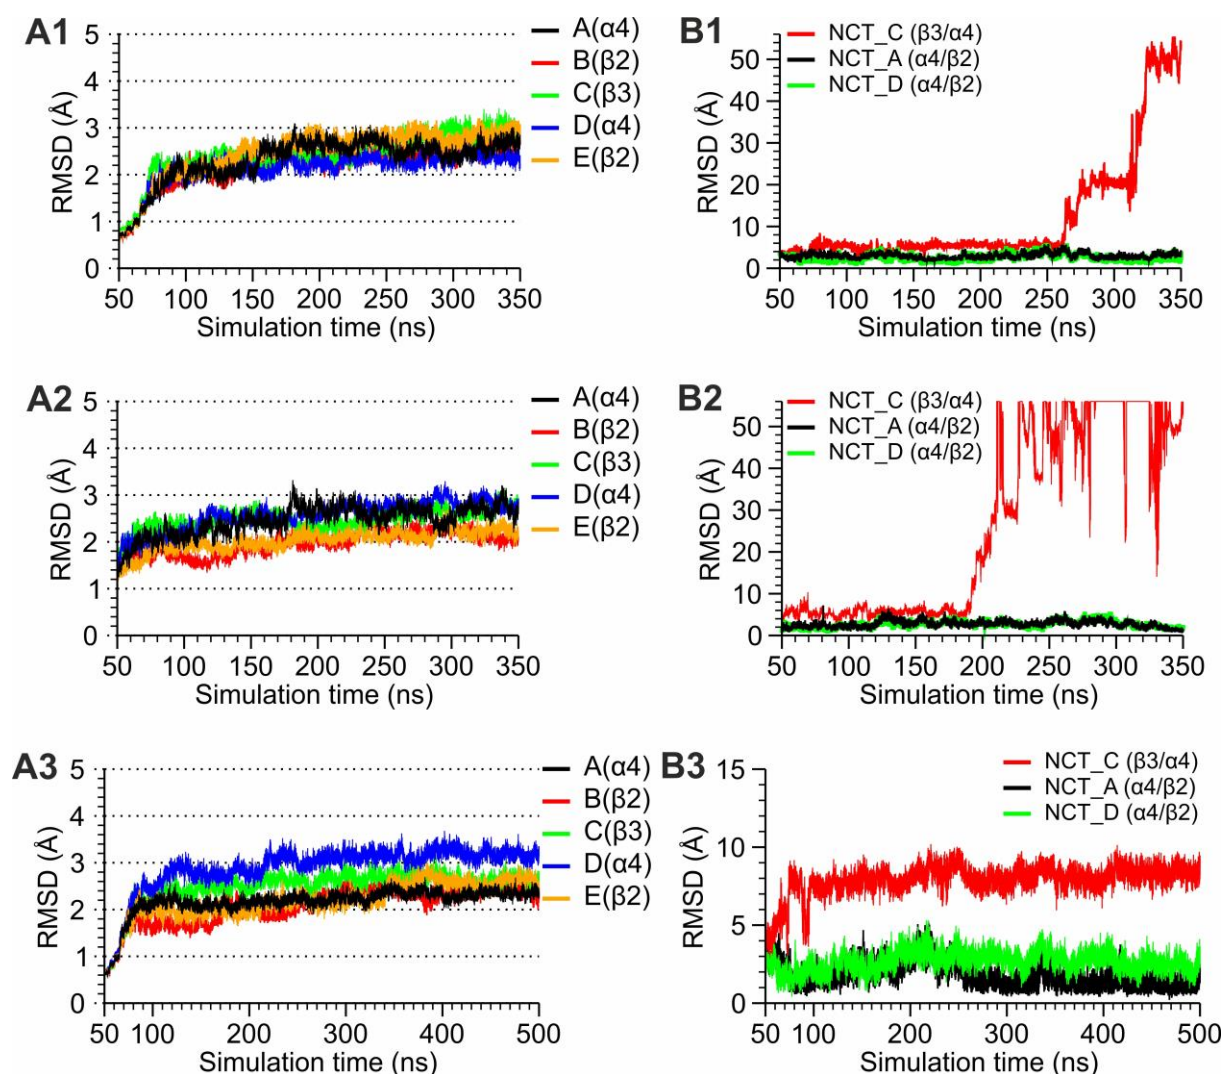 A1
5
4
3
2
1
0
RMSD (Å)
50 100 150 200 250 300 350
Simulation time (ns)
A(α4)
B(β2)
C(β3)
D(α4)
E(β2)
B1
NCT_C (β3/α4)
NCT_A (α4/β2)
NCT_D (α4/β2)
50
40
30
20
10
0
RMSD (Å)
50 100 150 200 250 300 350
Simulation time (ns)
A2
5
4
3
2
1
0
RMSD (Å)
50 100 150 200 250 300 350
Simulation time (ns)
A(α4)
B(β2)
C(β3)
D(α4)
E(β2)
B2
NCT_C (β3/α4)
NCT_A (α4/β2)
NCT_D (α4/β2)
50
40
30
20
10
0
RMSD (Å)
50 100 150 200 250 300 350
Simulation time (ns)
A3
5
4
3
2
1
0
RMSD (Å)
50 100 200 300 400 500
Simulation time (ns)
A(α4)
B(β2)
C(β3)
D(α4)
E(β2)
B3
NCT_C (β3/α4)
NCT_A (α4/β2)
NCT_D (α4/β2)
15
10
5
0
RMSD (Å)
50 100 200 300 400 500
Simulation time (ns)